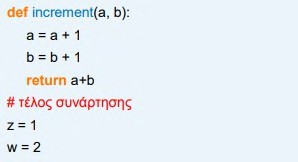 def increment(a, b):
a = a + 1
b = b + 1
return a+b
# τέλος συνάρτησης
z = 1
w = 2